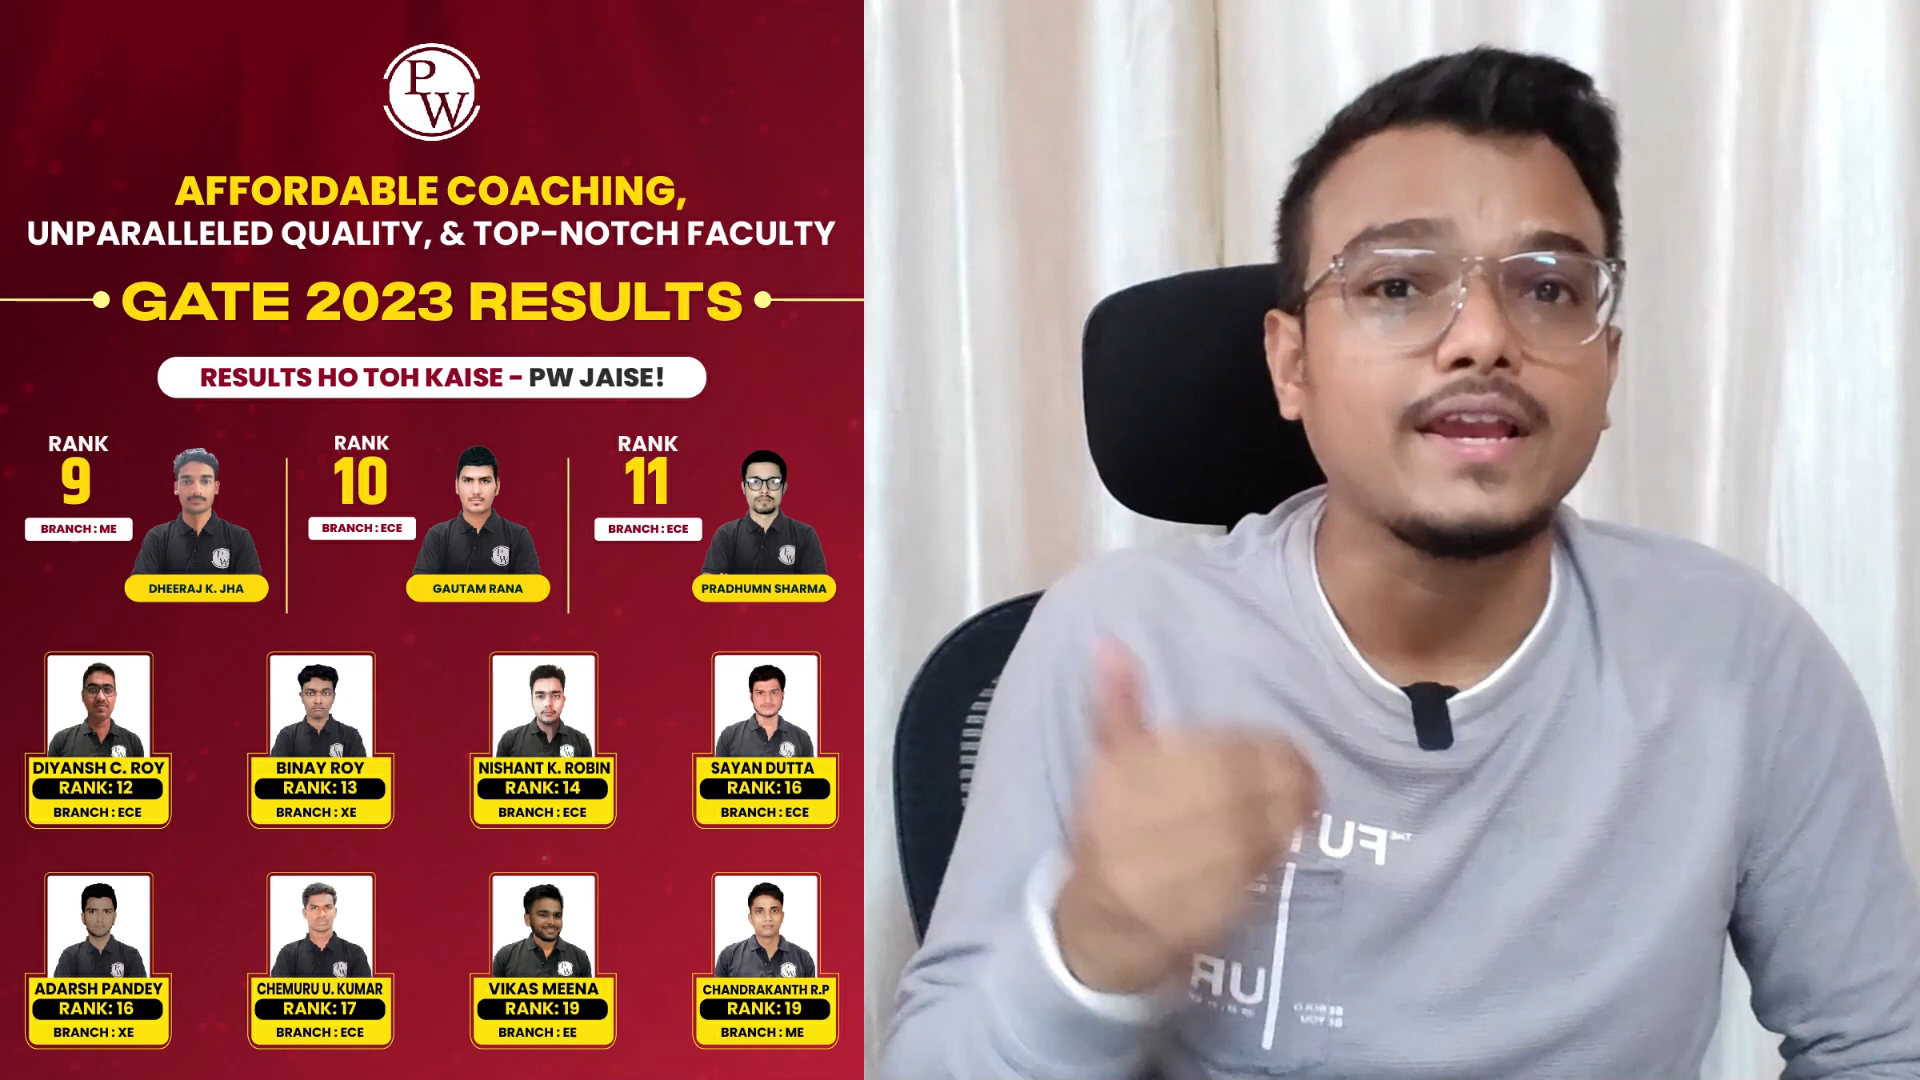 PW
AFFORDABLE COACHING,
UNPARALLELED QUALITY, & TOP-NOTCH FACULTY
GATE 2023 RESULTS
RESULTS HO TOH KAISE - PW JAISE!
RANK
9
BRANCH : ME
DHEERAJ K. JHA
RANK
10
BRANCH : ECE
GAUTAM RANA
RANK
11
BRANCH : ECE
PRADHUMN SHARMA
DIYANSH C. ROY
RANK: 12
BRANCH : ECE
BINAY ROY
RANK: 13
BRANCH : XE
NISHANT K. ROBIN
RANK: 14
BRANCH : ECE
SAYAN DUTTA
RANK: 16
BRANCH : ECE
ADARSH PANDEY
RANK: 16
BRANCH : XE
CHEMURU U. KUMAR
RANK: 17
BRANCH : ECE
VIKAS MEENA
RANK: 19
BRANCH : EE
CHANDRAKANTH R.P
RANK: 19
BRANCH : ME
THE
FUT
UR